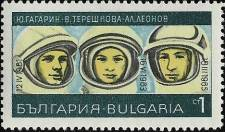 Ю.ГАГАРИН-В.ТЕРЕШКОВА-АЛ.ЛЕОНОВ
12 IV 1961
16 VI 1963
18 III 1965
БЪЛГАРИЯ BULGARIA СТ 1